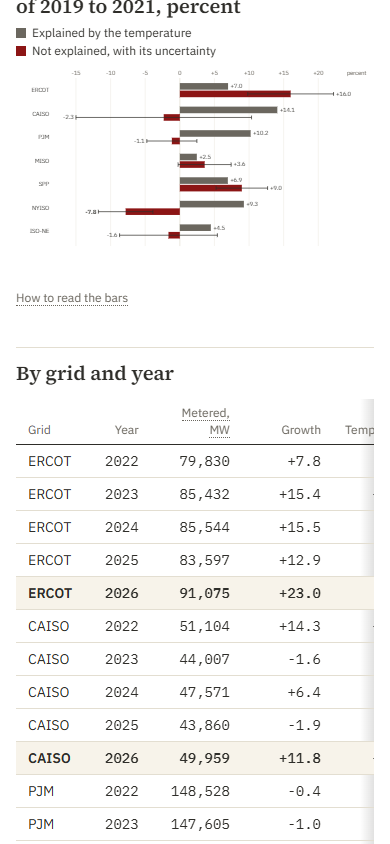 of 2019 to 2021, percent
Explained by the temperature
Not explained, with its uncertainty
-15 -10 -5 0 +5 +10 +15 +20 percent
ERCOT +7.0
+16.0
CAISO +14.1
-2.3
PJM +10.2
-1.1
MISO +2.5
+3.6
SPP +6.9
+9.0
NYISO +9.3
-7.8
ISO-NE +4.5
-1.6
How to read the bars
By grid and year
Metered,
Grid Year MW Growth Temp
ERCOT 2022 79,830 +7.8
ERCOT 2023 85,432 +15.4
ERCOT 2024 85,544 +15.5
ERCOT 2025 83,597 +12.9
ERCOT 2026 91,075 +23.0
CAISO 2022 51,104 +14.3
CAISO 2023 44,007 -1.6
CAISO 2024 47,571 +6.4
CAISO 2025 43,860 -1.9
CAISO 2026 49,959 +11.8
PJM 2022 148,528 -0.4
PJM 2023 147,605 -1.0